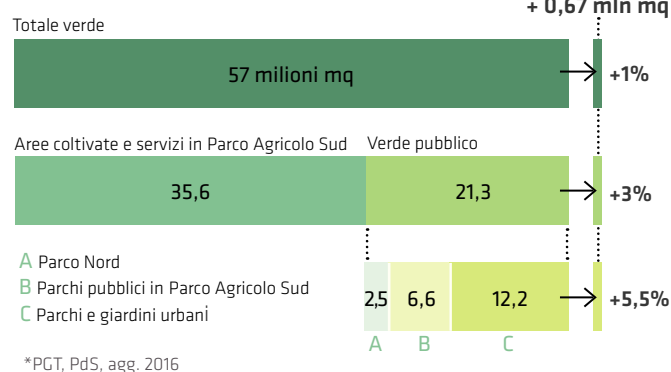 + 0,67 mln mq
Totale verde
57 milioni mq
+1%
Aree coltivate e servizi in Parco Agricolo Sud
Verde pubblico
35,6
21,3
+3%
A Parco Nord
B Parchi pubblici in Parco Agricolo Sud
C Parchi e giardini urbani
2,5
6,6
12,2
+5,5%
A
B
C
*PGT, PdS, agg. 2016